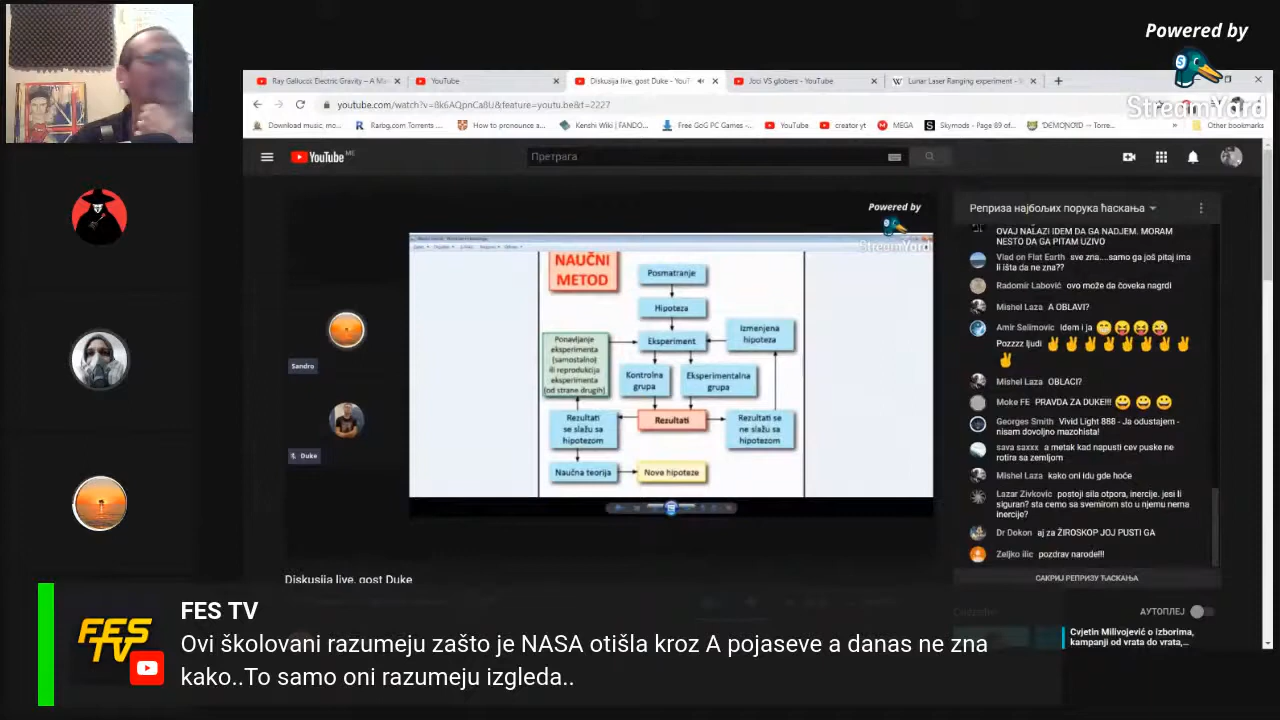 Powered by
StreamYard
Ray Gallucci: Electric Gravity – A Ma
YouTube
Diskusija live, gost Duke - YouT
Joci VS globers - YouTube
Lunar Laser Ranging experiment -
youtube.com/watch?v=8k6AQpnCa8U&feature=youtu.be&t=2227
Download music, mo...
Rarog.com Torrents...
How to pronounce a...
Kenshi Wiki | FANDO...
Free GoG PC Games -...
YouTube
creator yt
MEGA
Skymods - Page 89 of...
'DEMONOID' – Torre...
Other bookmarks
YouTube ME
Претрага
Powered by
StreamYard
NAUČNI
METOD
Posmatranje
Hipoteza
Eksperiment
Izmenjena
hipoteza
Ponavljanje
eksperimenta
(samostalno)
ili reprodukcija
eksperimenta
(od strane drugih)
Kontrolna
grupa
Eksperimentalna
grupa
Rezultati
se slažu sa
hipotezom
Rezultati
Rezultati se
ne slažu sa
hipotezom
Naučna teorija
Nove hipoteze
Sandro
Duke
Реприза најбољих порука ћаскања
OVAJ NALAZI IDEM DA GA NADJEM. MORAM
NESTO DA GA PITAM UZIVO
Vlad on Flat Earth sve zna....samo ga još pitaj ima
li išta da ne zna??
Radomir Labović ovo može da čoveka nagrdi
Mishel Laza A OBLAVI?
Amir Salimovic idem i ja 😁😝😝😜
Pozzzz ljudi ✌✌✌✌✌✌✌✌
✌
Mishel Laza OBLACI?
Moke FE PRAVDA ZA DUKE!!! 😀 😀 😀
Georges Smith Vivid Light 888 - Ja odustajem -
nisam dovoljno mazohista!
sava saxxx a metak kad napusti cev puske ne
rotira sa zemljom
Mishel Laza kako oni idu gde hoće
Lazar Zivkovic postoji sila otpora, inercije. jesi li
siguran? sta cemo sa svemirom sto u njemu nema
inercije?
Dr Dokon aj za ŽIROSKOP JOJ PUSTI GA
Zeljko ilic pozdrav narode!!!
САКРИЈ РЕПРИЗУ ЋАСКАЊА
Diskusija live, gost Duke
АУТОПЛЕЈ
Cvjetin Milivojević o izborima,
kampanji od vrata do vrata,...
FES TV
FES
TV
Ovi školovani razumeju zašto je NASA otišla kroz A pojaseve a danas ne zna
kako..To samo oni razumeju izgleda..